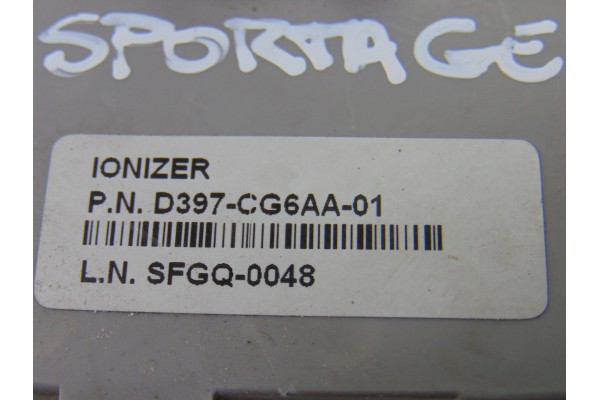 SPORTAGE
IONIZER
P.N. D397-CG6AA-01
L.N. SFGQ-0048